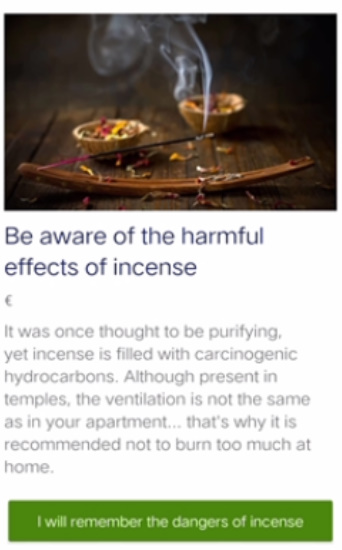 Be aware of the harmful
effects of incense
€
It was once thought to be purifying,
yet incense is filled with carcinogenic
hydrocarbons. Although present in
temples, the ventilation is not the same
as in your apartment... that's why it is
recommended not to burn too much at
home.
I will remember the dangers of incense